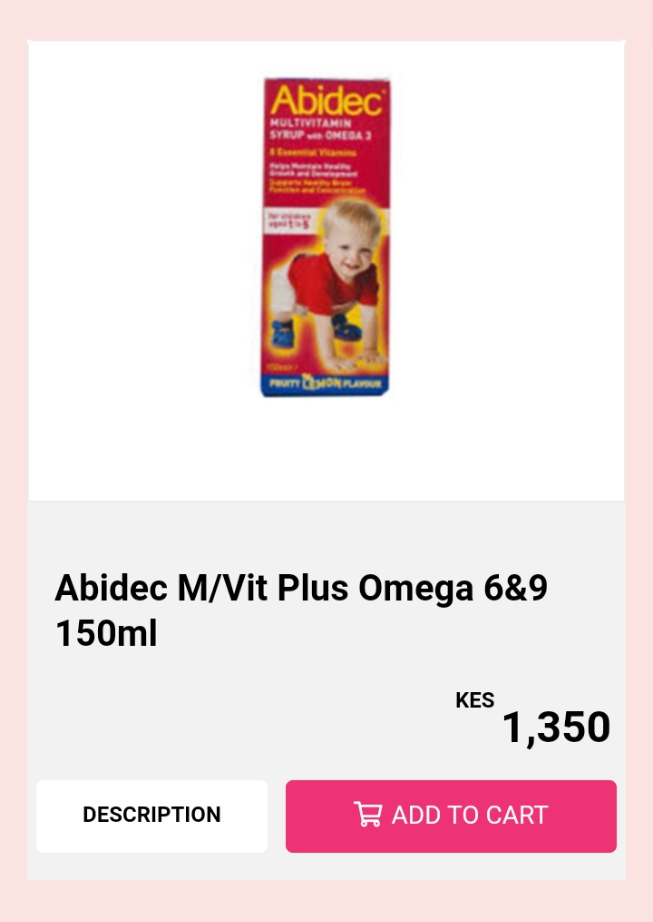 Abidec
MULTIVITAMIN
SYRUP with OMEGA 3
8 Essential Vitamins
Helps Maintain Healthy
Growth and Development
Supports Healthy Brain
Function and Concentration
for children
aged 1 to 5
150ml
FRUITY LEMON FLAVOUR
Abidec M/Vit Plus Omega 6&9
150ml
KES 1,350
DESCRIPTION
ADD TO CART